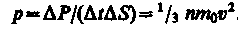 p = ΔP/(ΔtΔS) = ¹/₃ nm₀v².